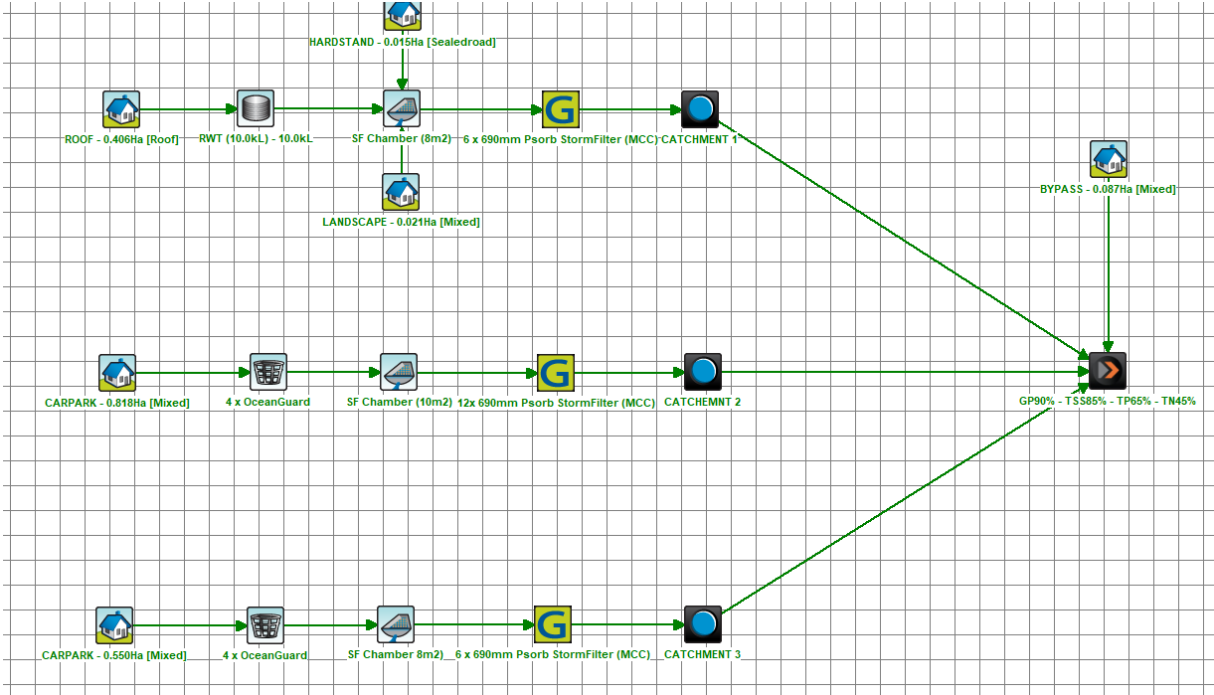 HARDSTAND - 0.015Ha [Sealedroad]
ROOF - 0.406Ha [Roof]
RWT (10.0kL) - 10.0kL
SF Chamber (8m2)
G
6 x 690mm Psorb StormFilter (MCC)
CATCHMENT 1
BYPASS - 0.087Ha [Mixed]
LANDSCAPE - 0.021Ha [Mixed]
CARPARK - 0.818Ha [Mixed]
4 x OceanGuard
SF Chamber (10m2)
G
12x 690mm Psorb StormFilter (MCC)
CATCHEMNT 2
GP90% - TSS85% - TP65% - TN45%
CARPARK - 0.550Ha [Mixed]
4 x OceanGuard
SF Chamber 8m2)
G
6 x 690mm Psorb StormFilter (MCC)
CATCHMENT 3